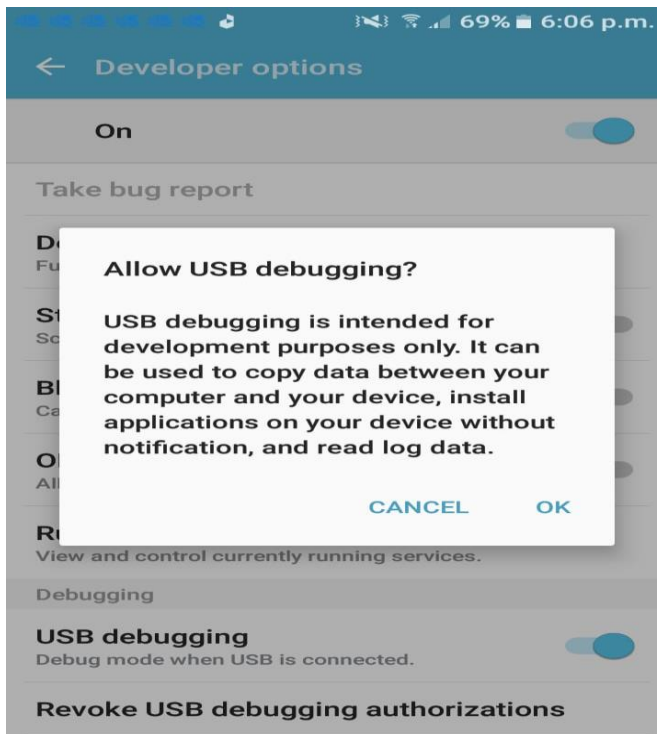 69% 6:06 p.m.
Developer options
On
Take bug report
Allow USB debugging?
USB debugging is intended for
development purposes only. It can
be used to copy data between your
computer and your device, install
applications on your device without
notification, and read log data.
CANCEL OK
View and control currently running services.
Debugging
USB debugging
Debug mode when USB is connected.
Revoke USB debugging authorizations